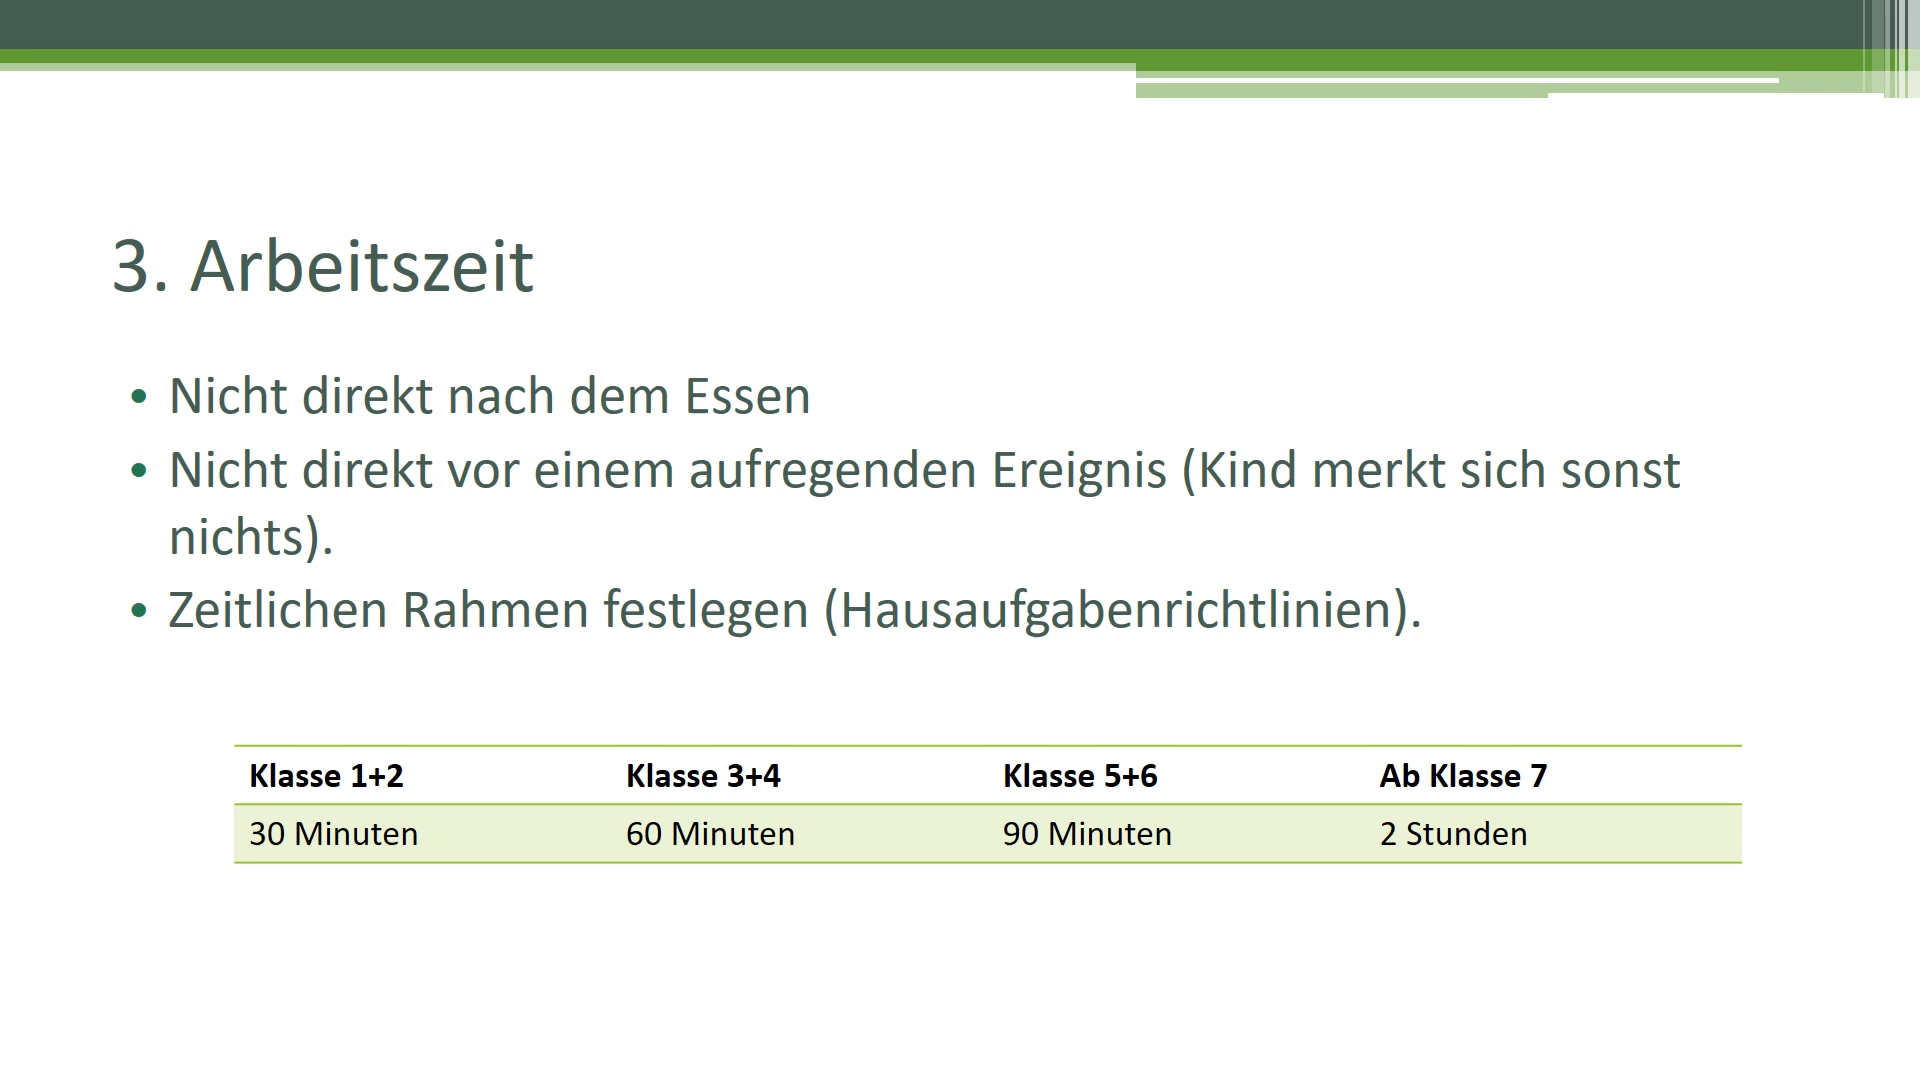 3. Arbeitszeit
• Nicht direkt nach dem Essen
• Nicht direkt vor einem aufregenden Ereignis (Kind merkt sich sonst
nichts).
• Zeitlichen Rahmen festlegen (Hausaufgabenrichtlinien).
Klasse 1+2 Klasse 3+4 Klasse 5+6 Ab Klasse 7
30 Minuten 60 Minuten 90 Minuten 2 Stunden